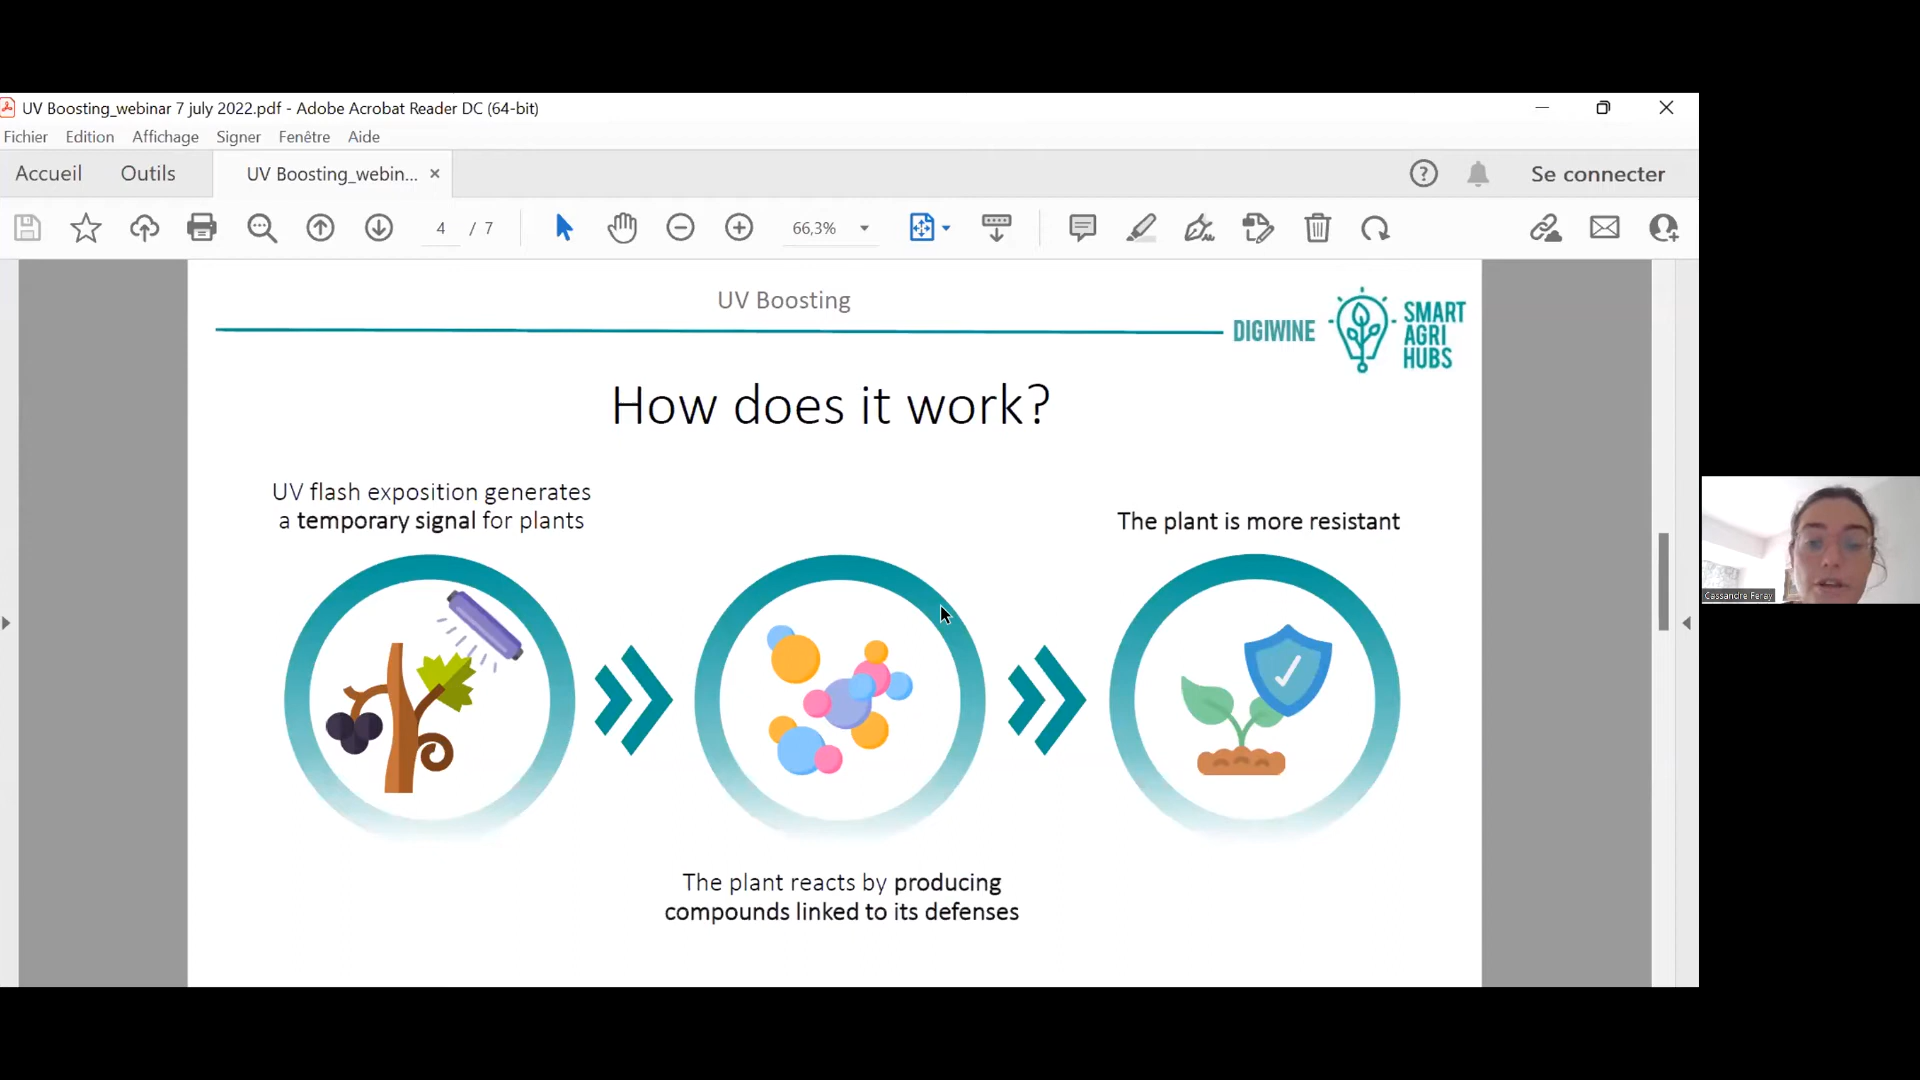 UV Boosting_webinar 7 july 2022.pdf - Adobe Acrobat Reader DC (64-bit)
Fichier Edition Affichage Signer Fenêtre Aide
Accueil Outils UV Boosting_webin... × ? Se connecter
4 / 7 66,3%
UV Boosting
DIGIWINE
SMART
AGRI
HUBS
How does it work?
UV flash exposition generates
a temporary signal for plants
The plant is more resistant
The plant reacts by producing
compounds linked to its defenses
Cassandre Feray